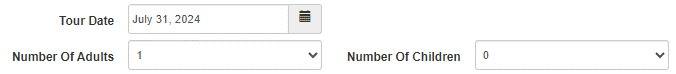 Tour Date July 31, 2024
Number Of Adults 1 Number Of Children 0